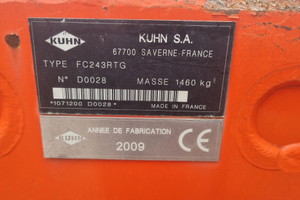 KUHN
KUHN S.A.
67700 SAVERNE-FRANCE
TYPE FC243RTG
N° D0028 MASSE 1460 kg
*1071200 D0028* MADE IN FRANCE
KUHN
ANNÉE DE FABRICATION
2009
CE